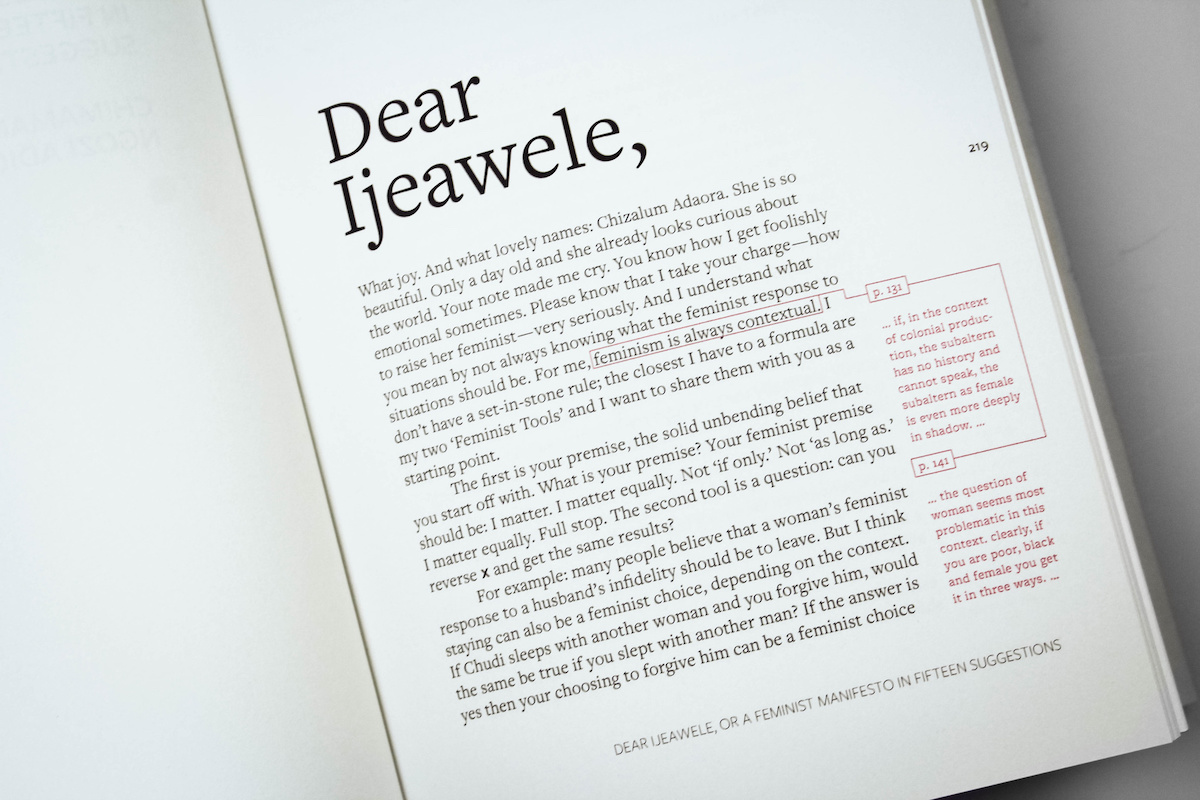 Dear
Ijeawele,
219
What joy. And what lovely names: Chizalum Adaora. She is so
beautiful. Only a day old and she already looks curious about
the world. Your note made me cry. You know how I get foolishly
emotional sometimes. Please know that I take your charge—how
to raise her feminist—very seriously. And I understand what
you mean by not always knowing what the feminist response to
situations should be. For me, feminism is always contextual. I
don't have a set-in-stone rule; the closest I have to a formula are
my two 'Feminist Tools' and I want to share them with you as a
starting point.
The first is your premise, the solid unbending belief that
you start off with. What is your premise? Your feminist premise
should be: I matter. I matter equally. Not 'if only.' Not 'as long as.'
I matter equally. Full stop. The second tool is a question: can you
reverse x and get the same results?
For example: many people believe that a woman's feminist
response to a husband's infidelity should be to leave. But I think
staying can also be a feminist choice, depending on the context.
If Chudi sleeps with another woman and you forgive him, would
the same be true if you slept with another man? If the answer is
yes then your choosing to forgive him can be a feminist choice
p. 131
... if, in the context
of colonial produc-
tion, the subaltern
has no history and
cannot speak, the
subaltern as female
is even more deeply
in shadow. ...
p. 141
... the question of
woman seems most
problematic in this
context. clearly, if
you are poor, black
and female you get
it in three ways. ...
DEAR IJEAWELE, OR A FEMINIST MANIFESTO IN FIFTEEN SUGGESTIONS